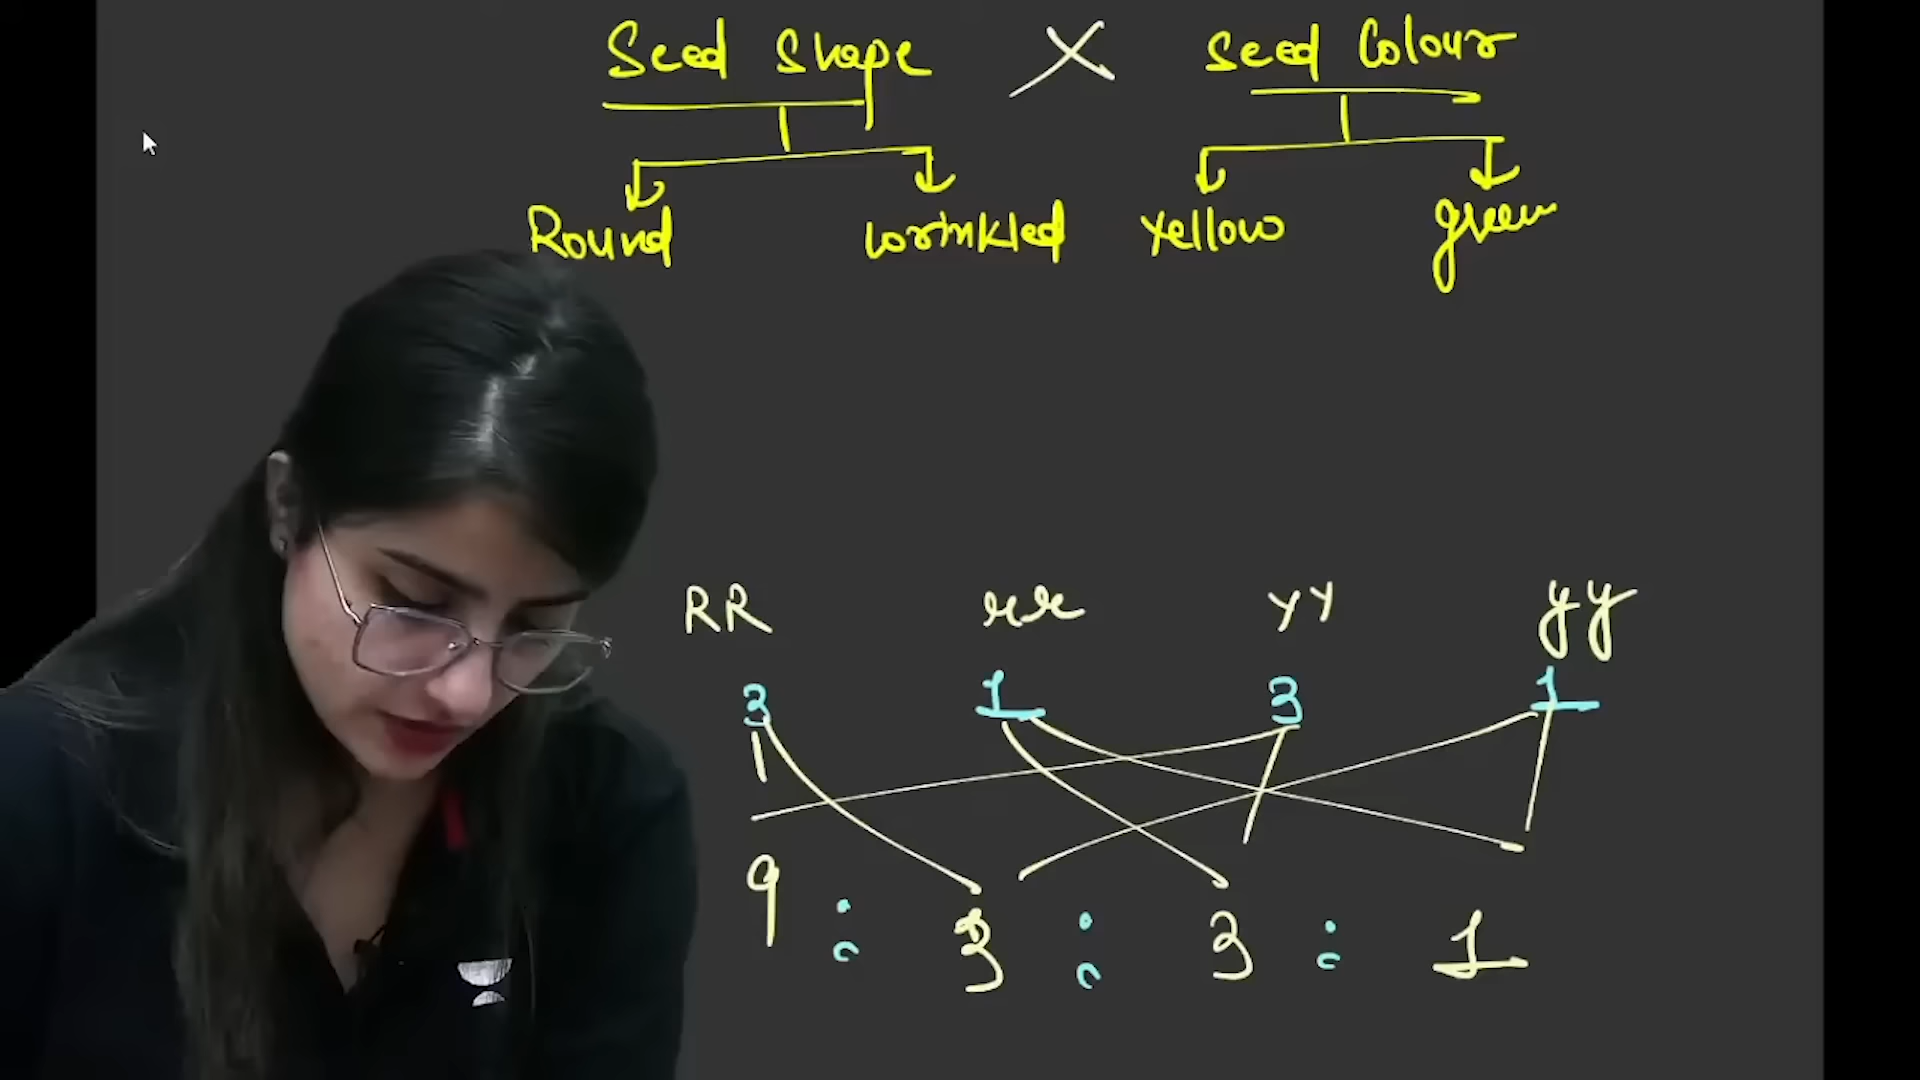 Seed Shape X Seed Colour
Round wrinkled Yellow green
RR rr YY yy
3 1 3 1
9 : 3 : 3 : 1